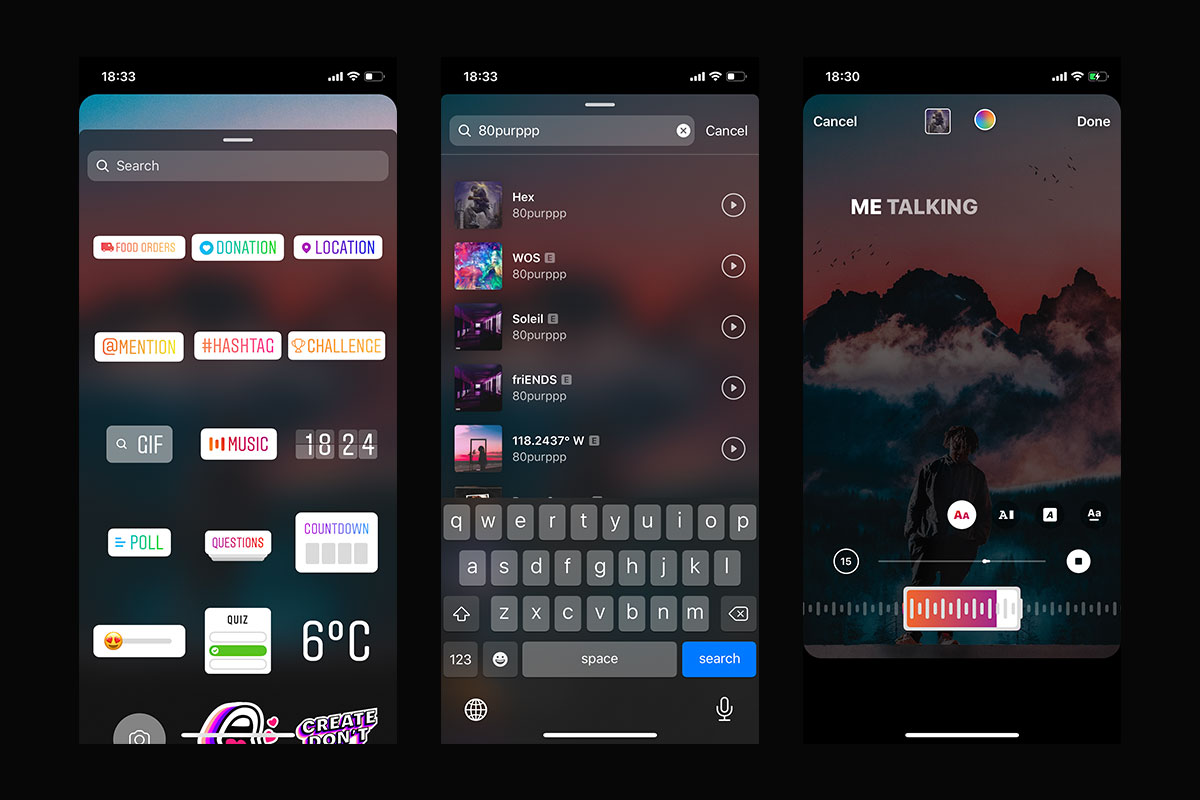 18:33
Search
FOOD ORDERS
DONATION
LOCATION
@MENTION
#HASHTAG
CHALLENGE
GIF
MUSIC
18 24
POLL
QUESTIONS
COUNTDOWN
QUIZ
6°C
CREATE
DON'T
18:33
80purppp
Cancel
Hex
80purppp
WOS E
80purppp
Soleil E
80purppp
friENDS E
80purppp
118.2437° W E
80purppp
q w e r t y u i o p
a s d f g h j k l
z x c v b n m
123
space
search
18:30
Cancel
Done
ME TALKING
AA
A
A
Aa
15